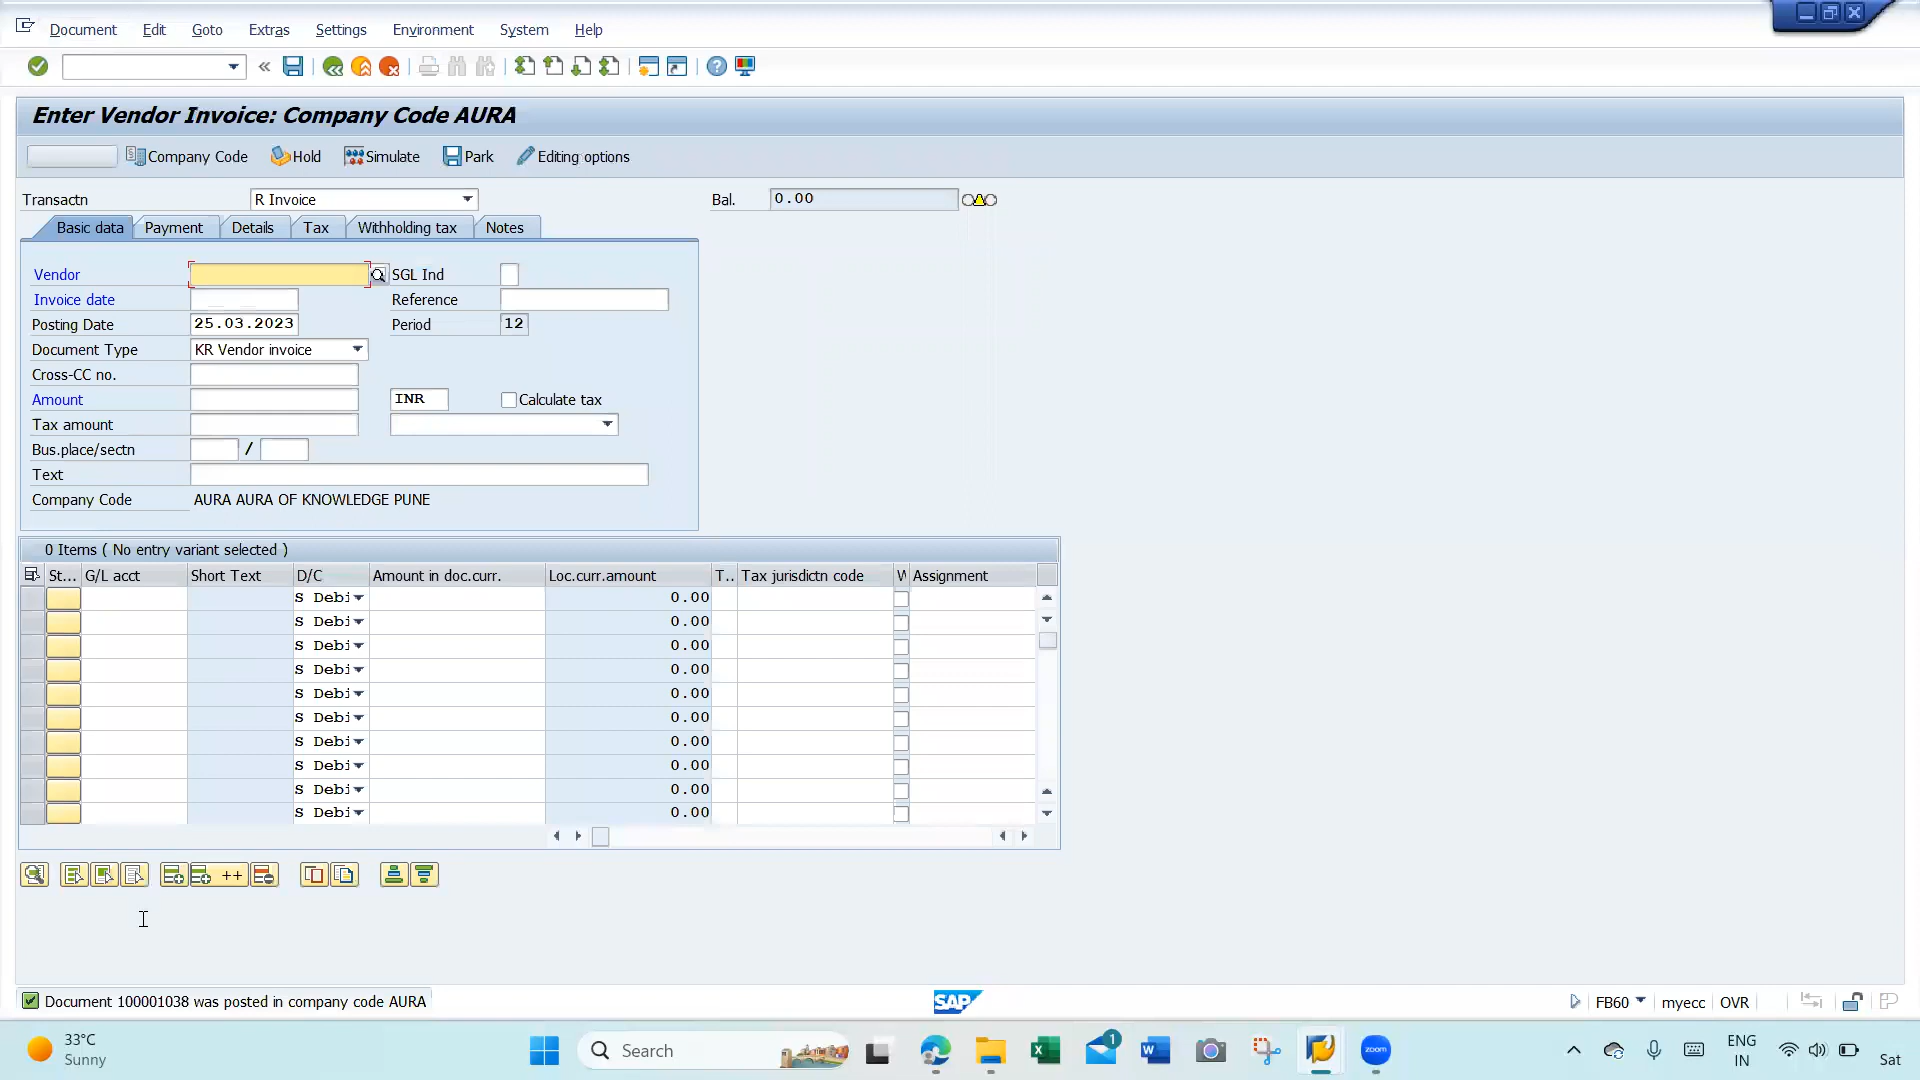 Document Edit Goto Extras Settings Environment System Help
Enter Vendor Invoice: Company Code AURA
Company Code Hold Simulate Park Editing options
Transactn R Invoice Bal. 0.00
Basic data Payment Details Tax Withholding tax Notes
Vendor SGL Ind
Invoice date Reference
Posting Date 25.03.2023 Period 12
Document Type KR Vendor invoice
Cross-CC no.
Amount INR Calculate tax
Tax amount
Bus.place/sectn /
Text
Company Code AURA AURA OF KNOWLEDGE PUNE
0 Items ( No entry variant selected )
St... G/L acct Short Text D/C Amount in doc.curr. Loc.curr.amount T.. Tax jurisdictn code W Assignment
S Debi 0.00
S Debi 0.00
S Debi 0.00
S Debi 0.00
S Debi 0.00
S Debi 0.00
S Debi 0.00
S Debi 0.00
S Debi 0.00
S Debi 0.00
++
Document 100001038 was posted in company code AURA SAP FB60 myecc OVR
33°C
Sunny
Search 1 W zoom ENG
IN
Sat